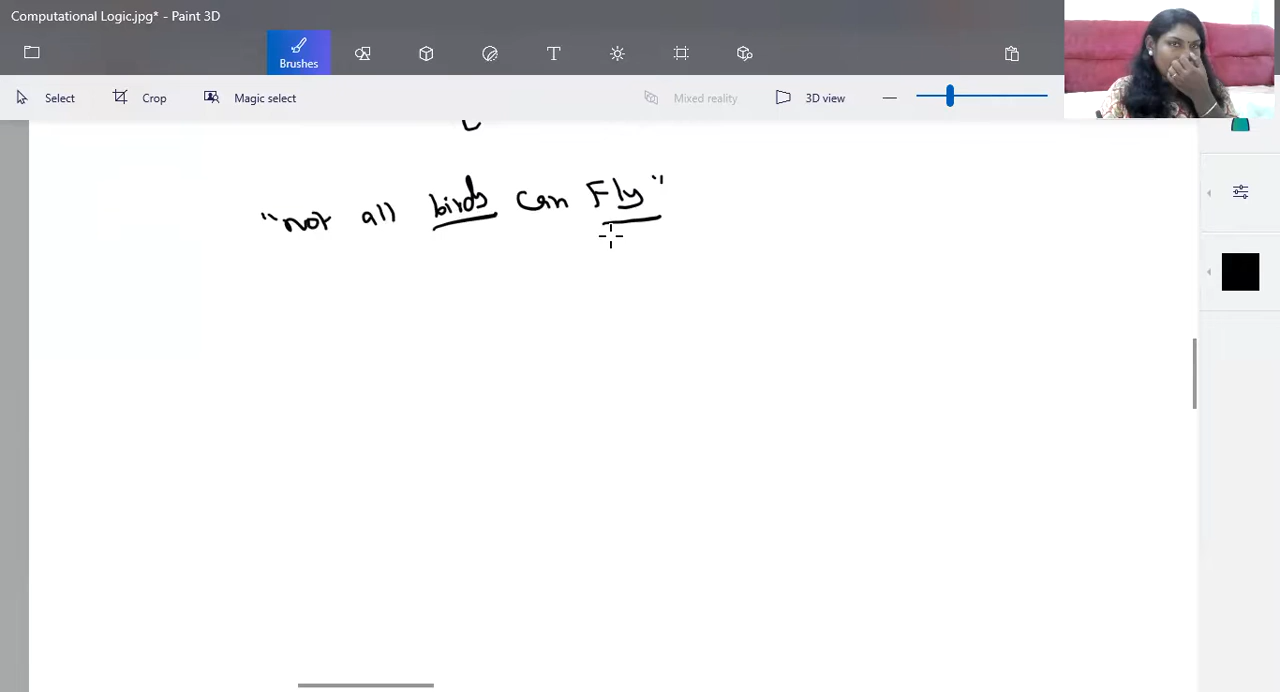 Computational Logic.jpg* - Paint 3D
Brushes
Select Crop Magic select Mixed reality 3D view
"not all birds can Fly"